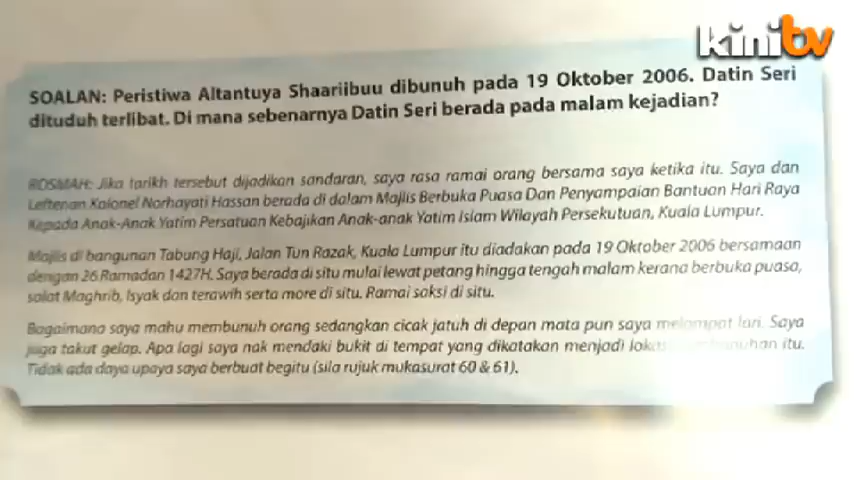 kinitv
SOALAN: Peristiwa Altantuya Shaariibuu dibunuh pada 19 Oktober 2006. Datin Seri
dituduh terlibat. Di mana sebenarnya Datin Seri berada pada malam kejadian?
ROSMAH: Jika tarikh tersebut dijadikan sandaran, saya rasa ramai orang bersama saya ketika itu. Saya dan
Leftenan Kolonel Norhayati Hassan berada di dalam Majlis Berbuka Puasa Dan Penyampaian Bantuan Hari Raya
Kepada Anak-Anak Yatim Persatuan Kebajikan Anak-anak Yatim Islam Wilayah Persekutuan, Kuala Lumpur.
Majlis di bangunan Tabung Haji, Jalan Tun Razak, Kuala Lumpur itu diadakan pada 19 Oktober 2006 bersamaan
dengan 26 Ramadan 1427H. Saya berada di situ mulai lewat petang hingga tengah malam kerana berbuka puasa,
solat Maghrib, Isyak dan terawih serta more di situ. Ramai saksi di situ.
Bagaimana saya mahu membunuh orang sedangkan cicak jatuh di depan mata pun saya melompat lari. Saya
juga takut gelap. Apa lagi saya nak mendaki bukit di tempat yang dikatakan menjadi lokasi itu.
Tidak ada daya upaya saya berbuat begitu (sila rujuk mukasurat 60 & 61).